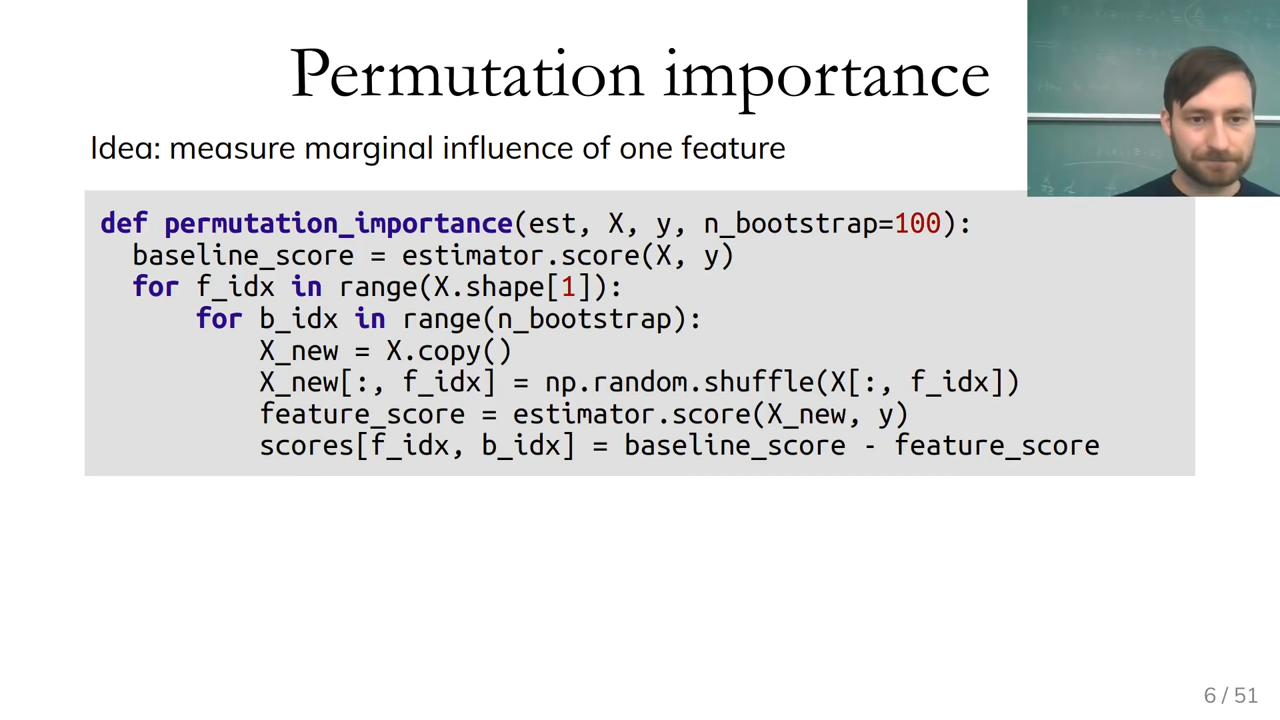 Permutation importance
Idea: measure marginal influence of one feature
def permutation_importance(est, X, y, n_bootstrap=100):
  baseline_score = estimator.score(X, y)
  for f_idx in range(X.shape[1]):
      for b_idx in range(n_bootstrap):
          X_new = X.copy()
          X_new[:, f_idx] = np.random.shuffle(X[:, f_idx])
          feature_score = estimator.score(X_new, y)
          scores[f_idx, b_idx] = baseline_score - feature_score
6 / 51